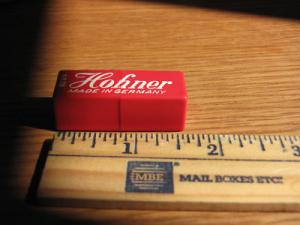 Hohner
MADE IN GERMANY
1 2 3
MBE MAIL BOXES ETC